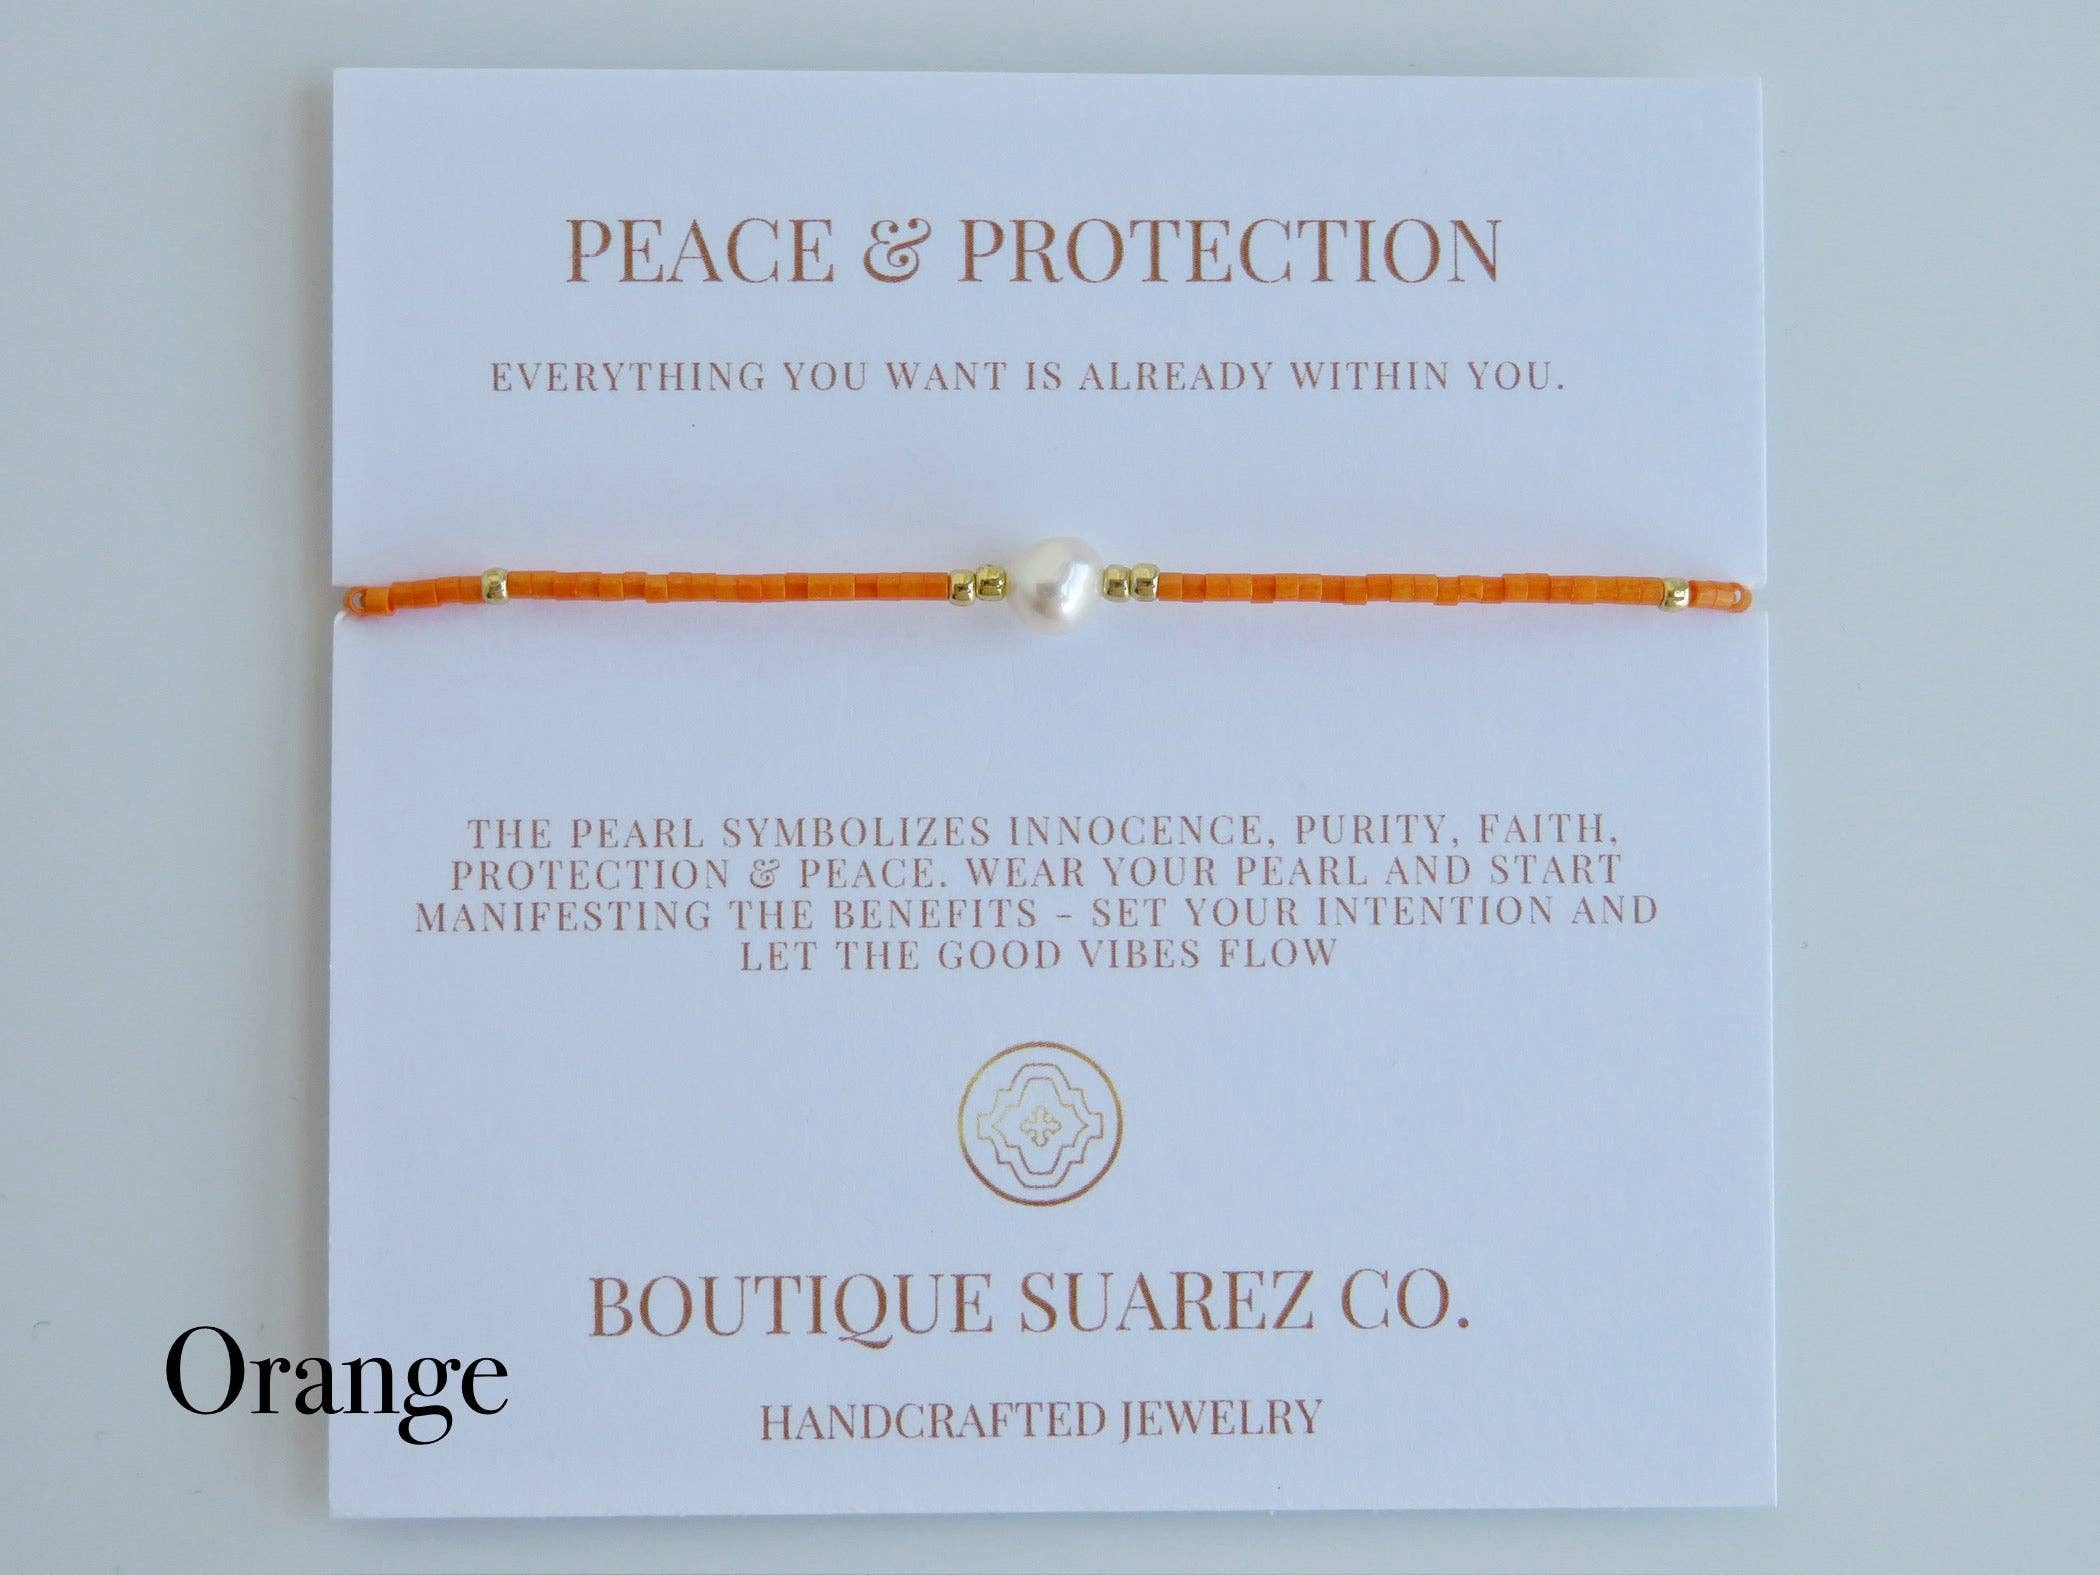 PEACE & PROTECTION
EVERYTHING YOU WANT IS ALREADY WITHIN YOU.
THE PEARL SYMBOLIZES INNOCENCE, PURITY, FAITH,
PROTECTION & PEACE. WEAR YOUR PEARL AND START
MANIFESTING THE BENEFITS - SET YOUR INTENTION AND
LET THE GOOD VIBES FLOW
BOUTIQUE SUAREZ CO.
Orange
HANDCRAFTED JEWELRY